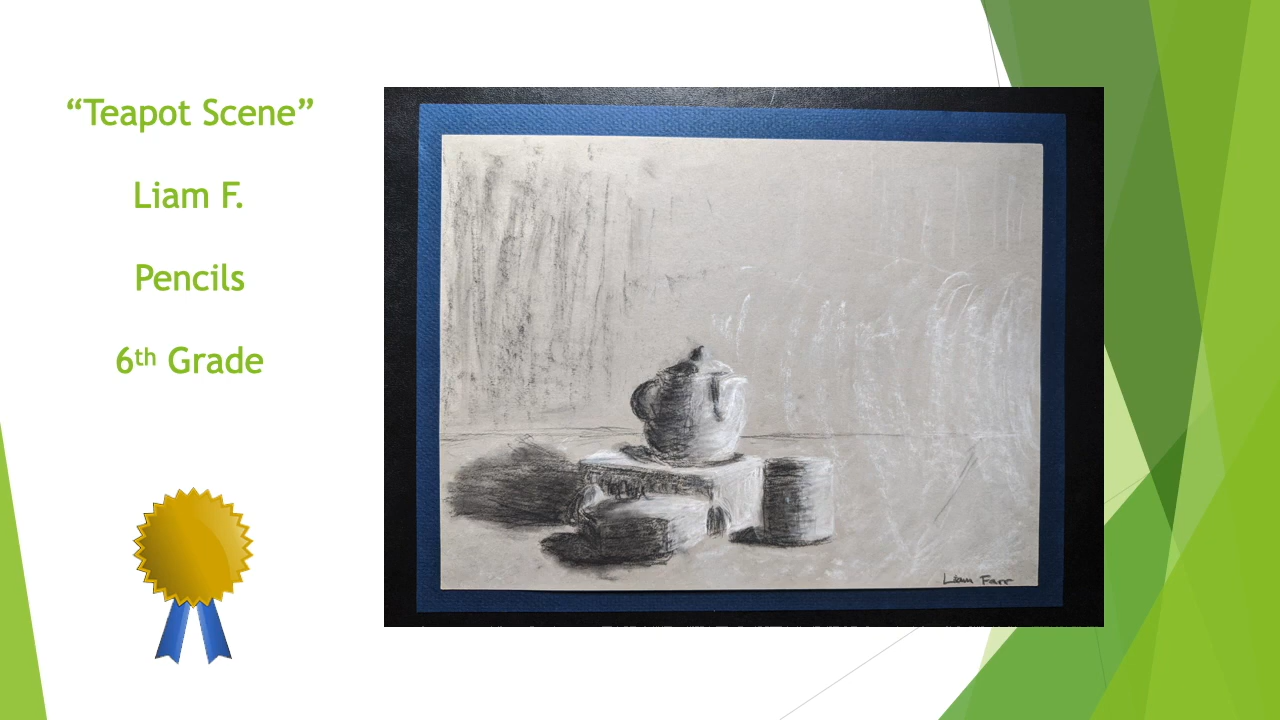 “Teapot Scene”
Liam F.
Pencils
6th Grade
Liam Farr